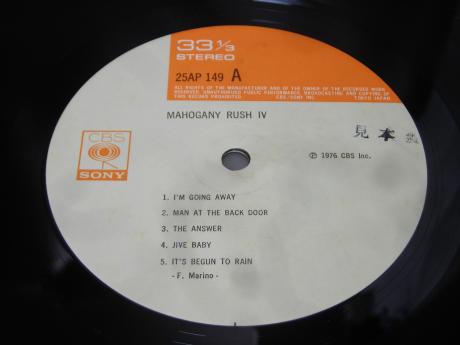 33 1/3
STEREO
25AP 149 A
ALL RIGHTS OF THE MANUFACTURER AND OF THE OWNER OF THE RECORDED WORK
RESERVED. UNAUTHORIZED PUBLIC PERFORMANCE, BROADCASTING AND COPYING OF
THIS RECORD PROHIBITED CBS/SONY INC. TOKYO JAPAN
MAHOGANY RUSH IV
見本盤
CBS
SONY
℗ 1976 CBS Inc.
1. I'M GOING AWAY
2. MAN AT THE BACK DOOR
3. THE ANSWER
4. JIVE BABY
5. IT'S BEGUN TO RAIN
- F. Marino -